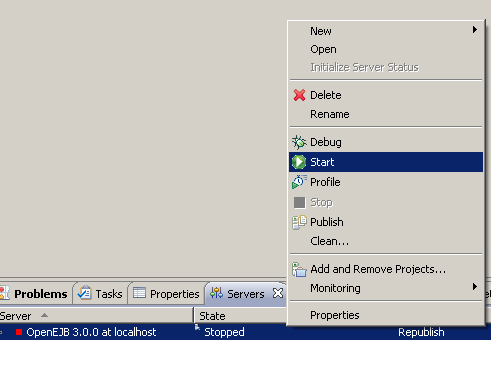 New
Open
Initialize Server Status
Delete
Rename
Debug
Start
Profile
Stop
Publish
Clean...
Add and Remove Projects...
Monitoring
Properties
Problems Tasks Properties Servers
Server State
OpenEJB 3.0.0 at localhost Stopped Republish